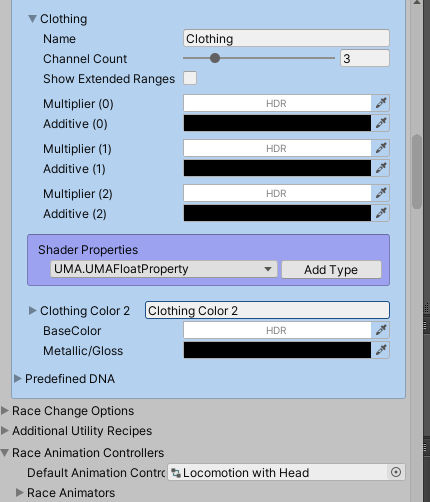 Clothing
Name Clothing
Channel Count 3
Show Extended Ranges
Multiplier (0) HDR
Additive (0)
Multiplier (1) HDR
Additive (1)
Multiplier (2) HDR
Additive (2)
Shader Properties
UMA.UMAFloatProperty Add Type
Clothing Color 2 Clothing Color 2
BaseColor HDR
Metallic/Gloss
Predefined DNA
Race Change Options
Additional Utility Recipes
Race Animation Controllers
Default Animation Contro Locomotion with Head
Race Animators